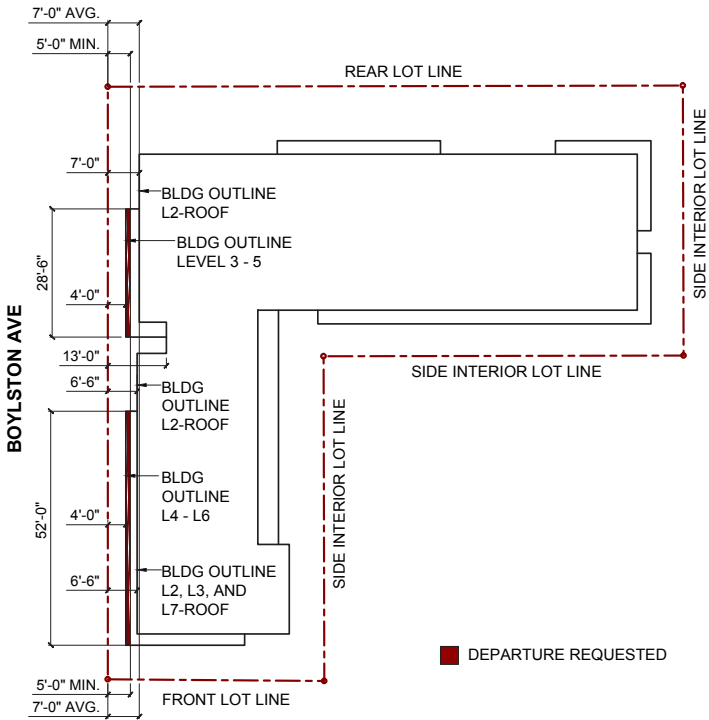 7'-0" AVG.
5'-0" MIN.
REAR LOT LINE
7'-0"
BLDG OUTLINE
L2-ROOF
SIDE INTERIOR LOT LINE
BLDG OUTLINE
LEVEL 3 - 5
28'-6"
4'-0"
BOYLSTON AVE
13'-0"
6'-6"
SIDE INTERIOR LOT LINE
BLDG
OUTLINE
L2-ROOF
BLDG
OUTLINE
L4 - L6
52'-0"
4'-0"
SIDE INTERIOR LOT LINE
6'-6"
BLDG OUTLINE
L2, L3, AND
L7-ROOF
DEPARTURE REQUESTED
5'-0" MIN.
FRONT LOT LINE
7'-0" AVG.